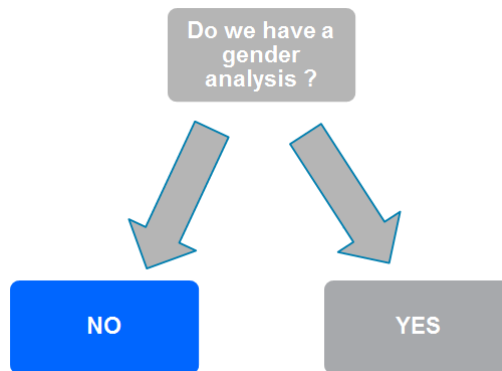 Do we have a
gender
analysis ?
NO
YES